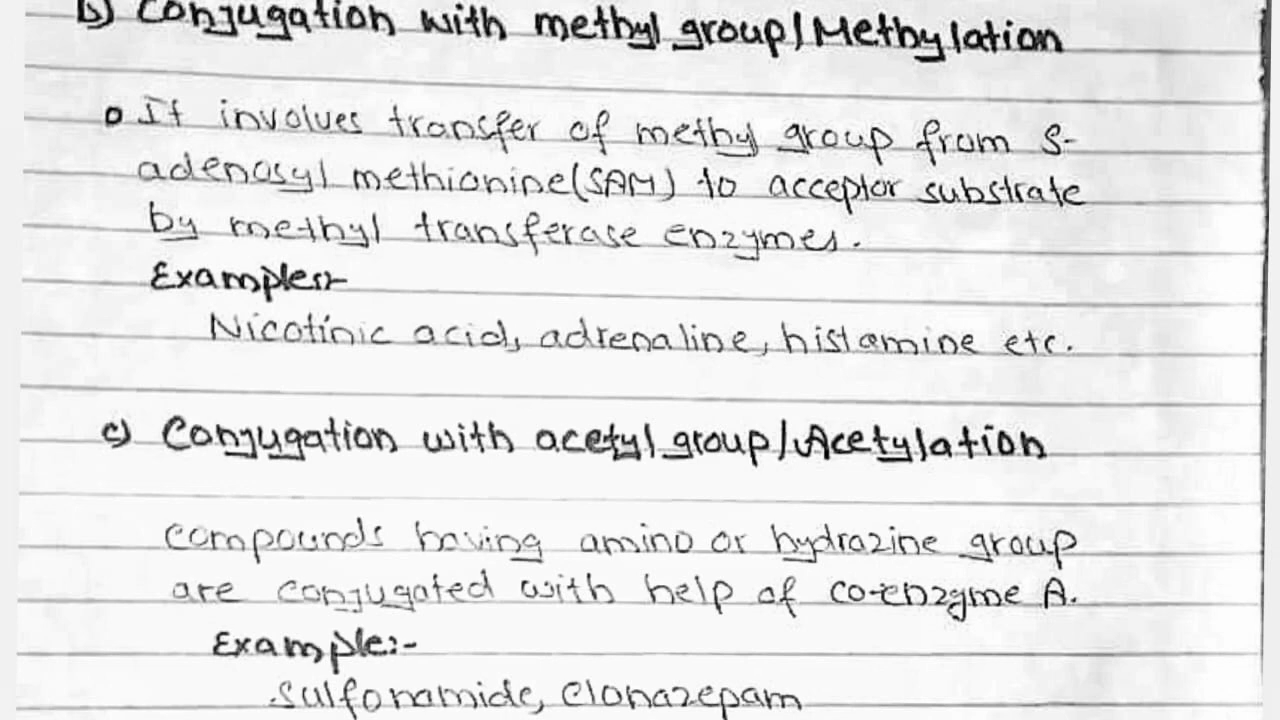 b) Conjugation with methyl group/Methylation
o It involves transfer of methy group from S-
adenosyl methionine(SAM) to acceptor substrate
by methyl transferase enzymes.
Examples:-
Nicotinic acid, adrenaline, histamine etc.
c) Conjugation with acetyl group/Acetylation
compounds having amino or hydrazine group
are conjugated with help of co-enzyme A.
Example:-
Sulfonamide, Clonazepam